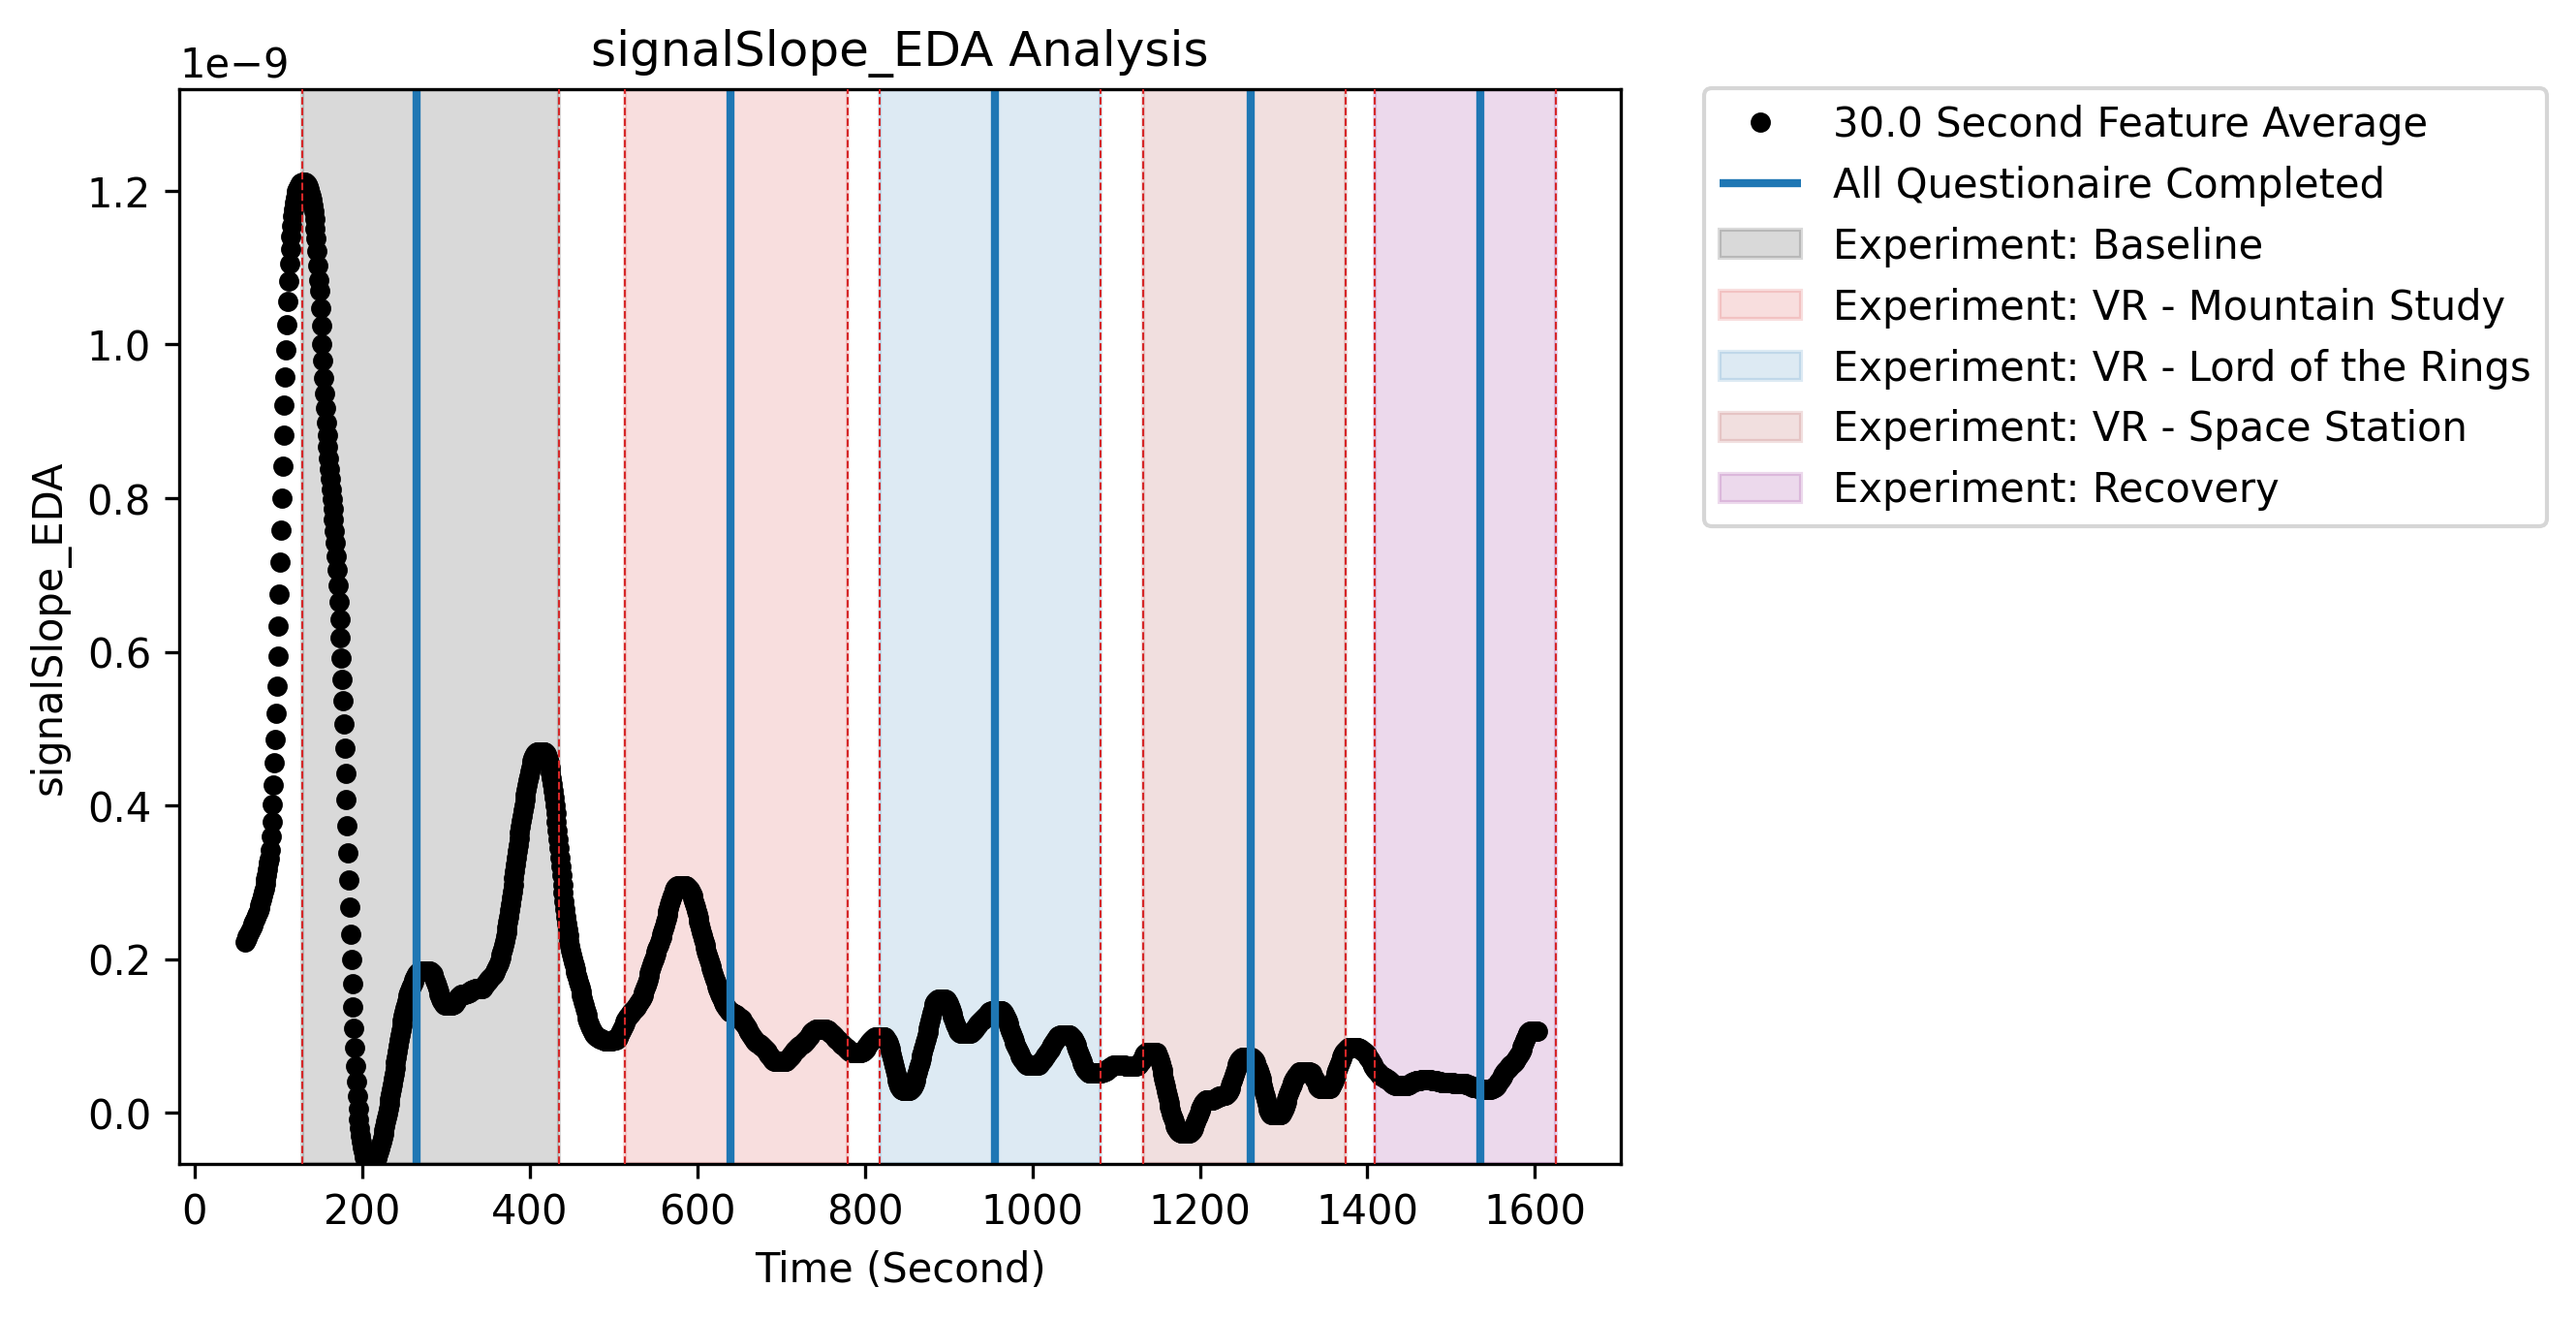 signalSlope_EDA Analysis
1e−9
1.2
1.0
0.8
0.6
0.4
0.2
0.0
signalSlope_EDA
0 200 400 600 800 1000 1200 1400 1600
Time (Second)
30.0 Second Feature Average
All Questionaire Completed
Experiment: Baseline
Experiment: VR - Mountain Study
Experiment: VR - Lord of the Rings
Experiment: VR - Space Station
Experiment: Recovery